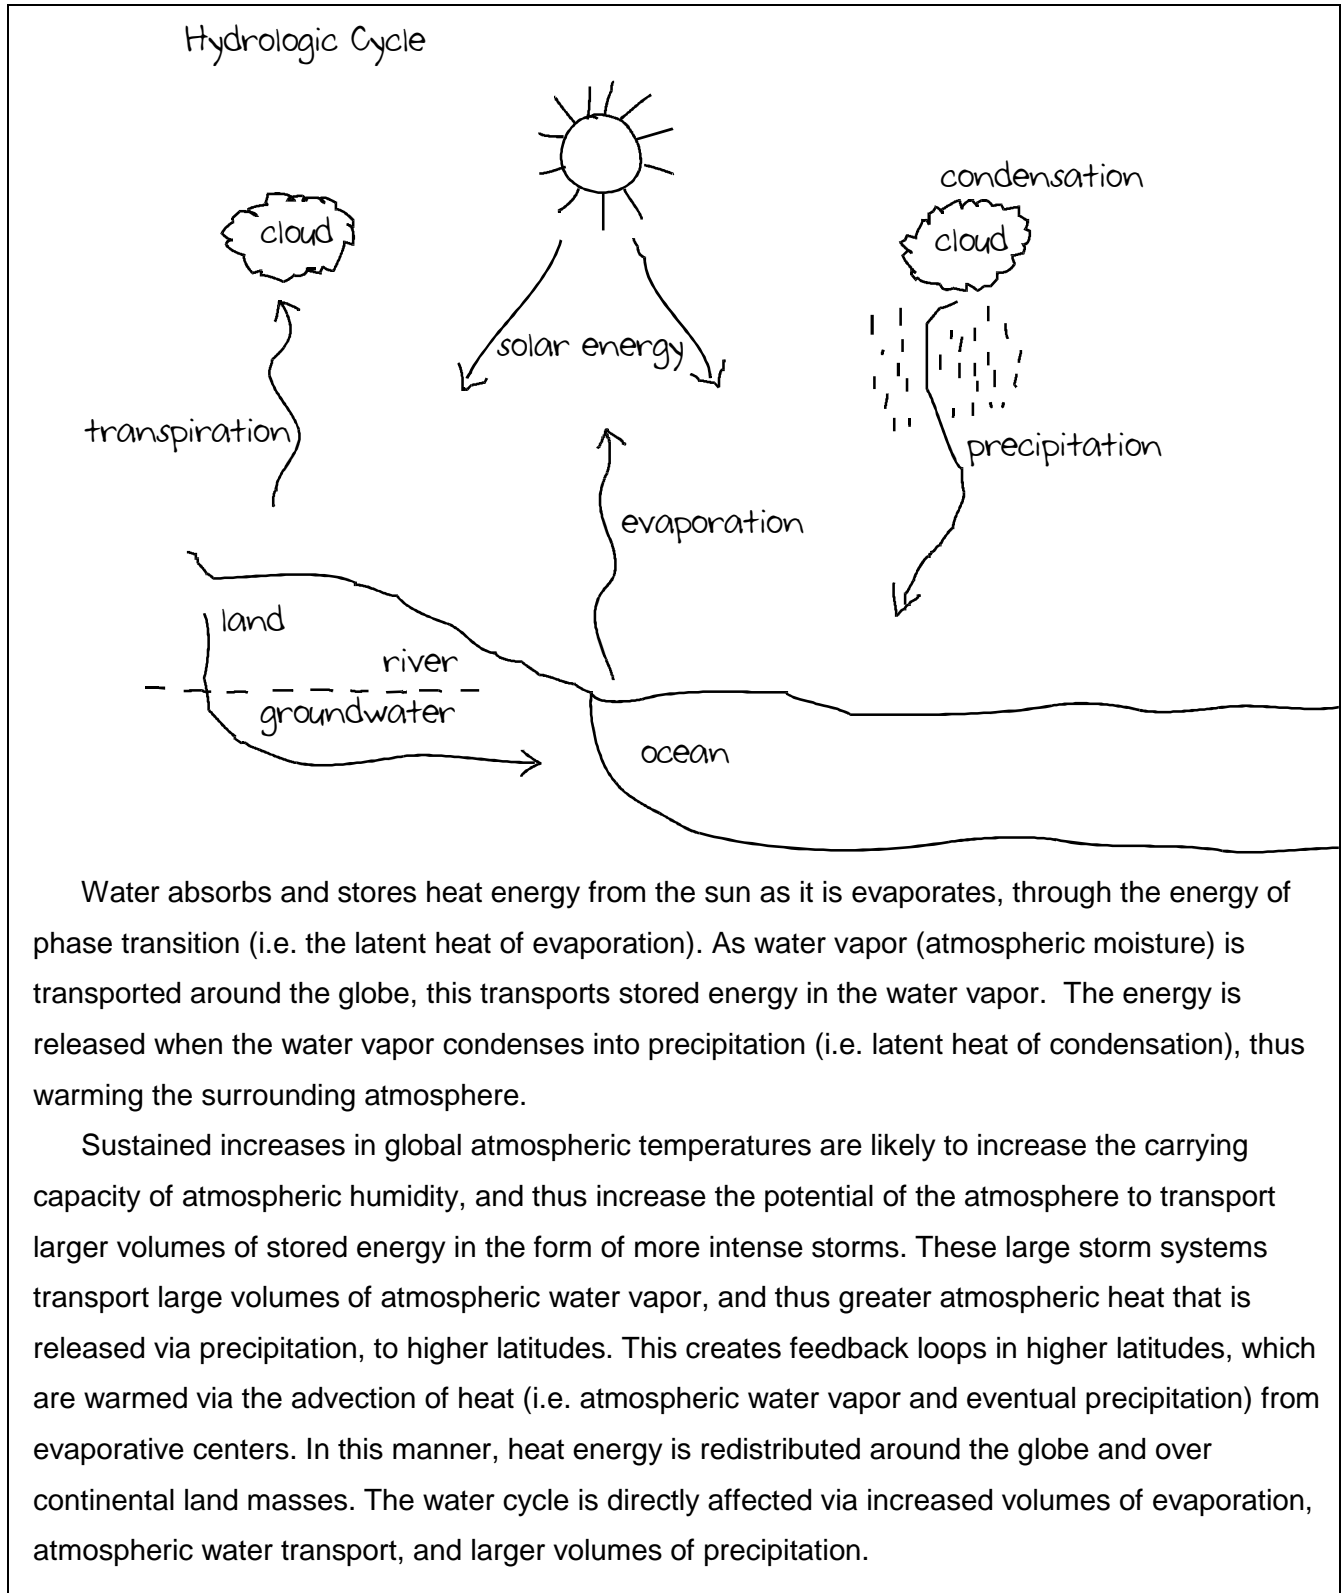 Hydrologic Cycle
condensation
cloud
cloud
solar energy
transpiration
precipitation
evaporation
land
river
groundwater
ocean
Water absorbs and stores heat energy from the sun as it is evaporates, through the energy of
phase transition (i.e. the latent heat of evaporation). As water vapor (atmospheric moisture) is
transported around the globe, this transports stored energy in the water vapor.  The energy is
released when the water vapor condenses into precipitation (i.e. latent heat of condensation), thus
warming the surrounding atmosphere.
Sustained increases in global atmospheric temperatures are likely to increase the carrying
capacity of atmospheric humidity, and thus increase the potential of the atmosphere to transport
larger volumes of stored energy in the form of more intense storms. These large storm systems
transport large volumes of atmospheric water vapor, and thus greater atmospheric heat that is
released via precipitation, to higher latitudes. This creates feedback loops in higher latitudes, which
are warmed via the advection of heat (i.e. atmospheric water vapor and eventual precipitation) from
evaporative centers. In this manner, heat energy is redistributed around the globe and over
continental land masses. The water cycle is directly affected via increased volumes of evaporation,
atmospheric water transport, and larger volumes of precipitation.